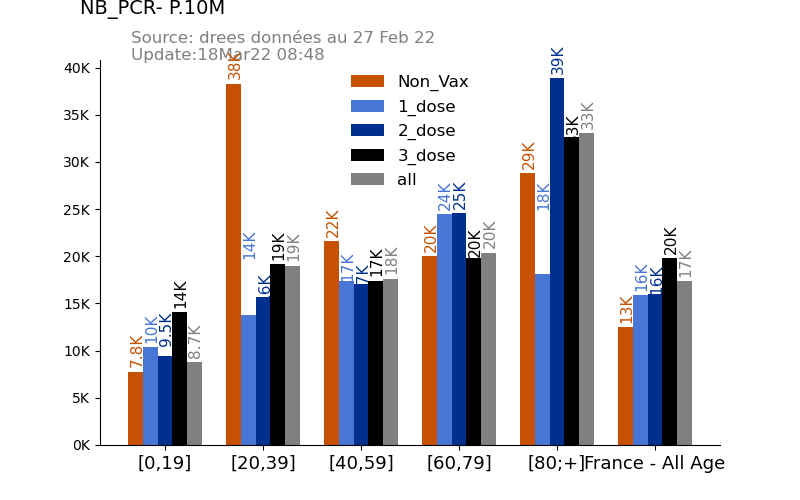 NB_PCR- P.10M
Source: drees données au 27 Feb 22
Update:18Mar22 08:48
40K
35K
30K
25K
20K
15K
10K
5K
0K
Non_Vax
1_dose
2_dose
3_dose
all
7.8K
10K
9.5K
14K
8.7K
38K
14K
6K
19K
19K
22K
17K
7K
17K
18K
20K
24K
25K
20K
20K
29K
18K
39K
3K
33K
13K
16K
16K
20K
17K
[0,19]
[20,39]
[40,59]
[60,79]
[80;+]
France - All Age